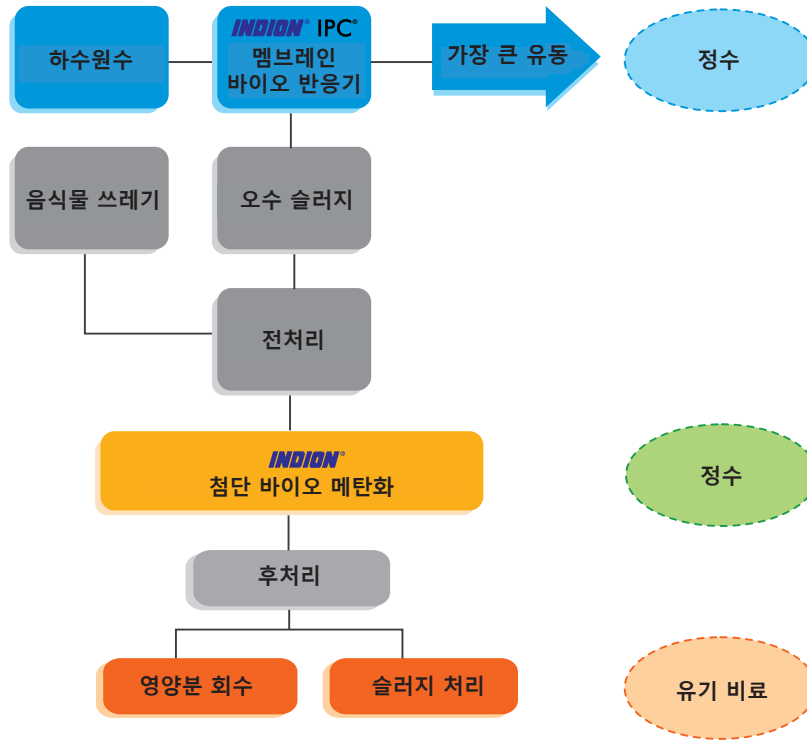 하수원수
INDION® IPC®
멤브레인
바이오 반응기
가장 큰 유동
정수
음식물 쓰레기
오수 슬러지
전처리
INDION®
첨단 바이오 메탄화
정수
후처리
영양분 회수
슬러지 처리
유기 비료